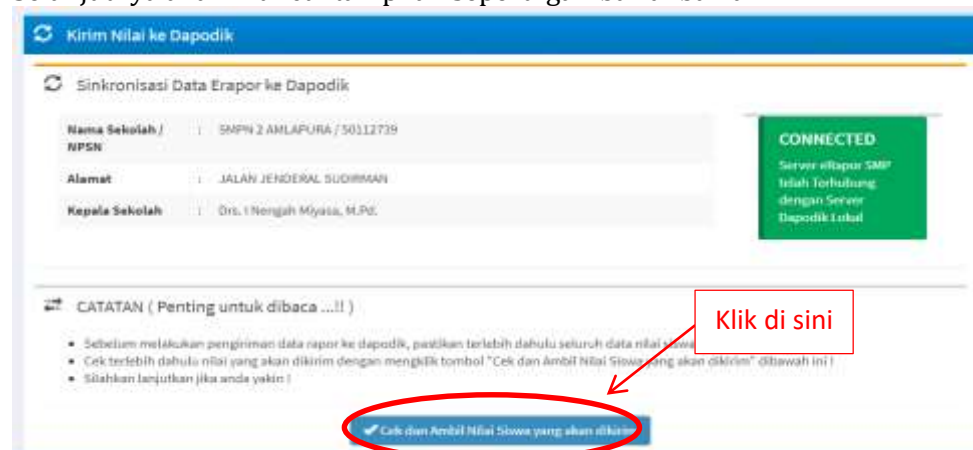 Kirim Nilai ke Dapodik
Sinkronisasi Data Erapor ke Dapodik
Nama Sekolah / NPSN : SMPN 2 AMLAPURA / 50112739
Alamat : JALAN JENDERAL SUDIRMAN
Kepala Sekolah : Drs. I Nengah Miyasa, M.Pd.
CONNECTED
Server eRapor SMP
telah Terhubung
dengan Server
Dapodik Lokal
CATATAN ( Penting untuk dibaca ...!! )
Klik di sini
Sebelum melakukan pengiriman data rapor ke dapodik, pastikan terlebih dahulu seluruh data nilai siswa
Cek terlebih dahulu nilai yang akan dikirim dengan mengklik tombol "Cek dan Ambil Nilai Siswa yang akan dikirim" dibawah ini !
Silahkan lanjutkan jika anda yakin !
Cek dan Ambil Nilai Siswa yang akan dikirim